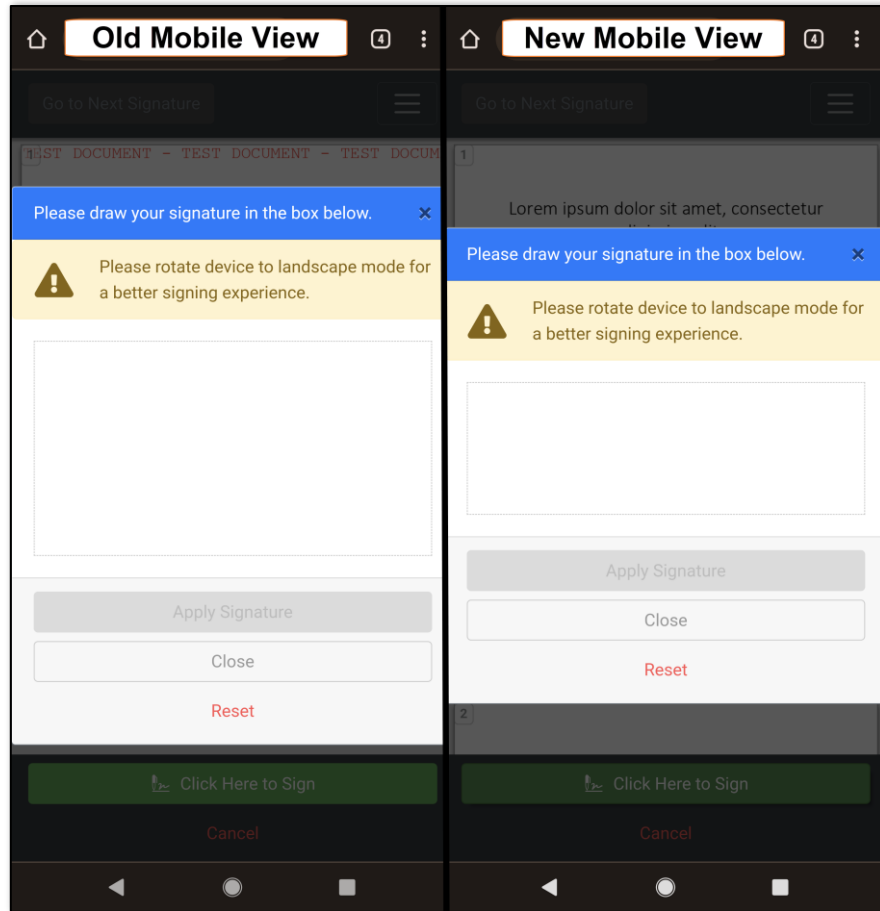 Old Mobile View
4
Go to Next Signature
1
TEST DOCUMENT - TEST DOCUMENT - TEST DOCUM
Please draw your signature in the box below. ×
Please rotate device to landscape mode for
a better signing experience.
Apply Signature
Close
Reset
Click Here to Sign
Cancel
New Mobile View
4
Go to Next Signature
1
Lorem ipsum dolor sit amet, consectetur
Please draw your signature in the box below. ×
Please rotate device to landscape mode for
a better signing experience.
Apply Signature
Close
Reset
2
Click Here to Sign
Cancel